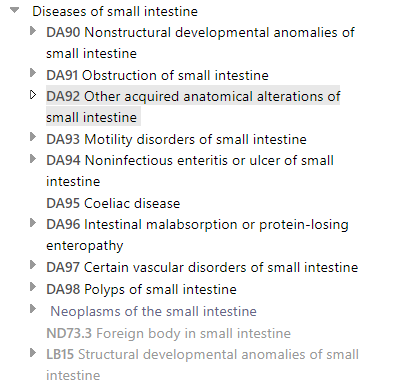 Diseases of small intestine
DA90 Nonstructural developmental anomalies of
small intestine
DA91 Obstruction of small intestine
DA92 Other acquired anatomical alterations of
small intestine
DA93 Motility disorders of small intestine
DA94 Noninfectious enteritis or ulcer of small
intestine
DA95 Coeliac disease
DA96 Intestinal malabsorption or protein-losing
enteropathy
DA97 Certain vascular disorders of small intestine
DA98 Polyps of small intestine
Neoplasms of the small intestine
ND73.3 Foreign body in small intestine
LB15 Structural developmental anomalies of small
intestine